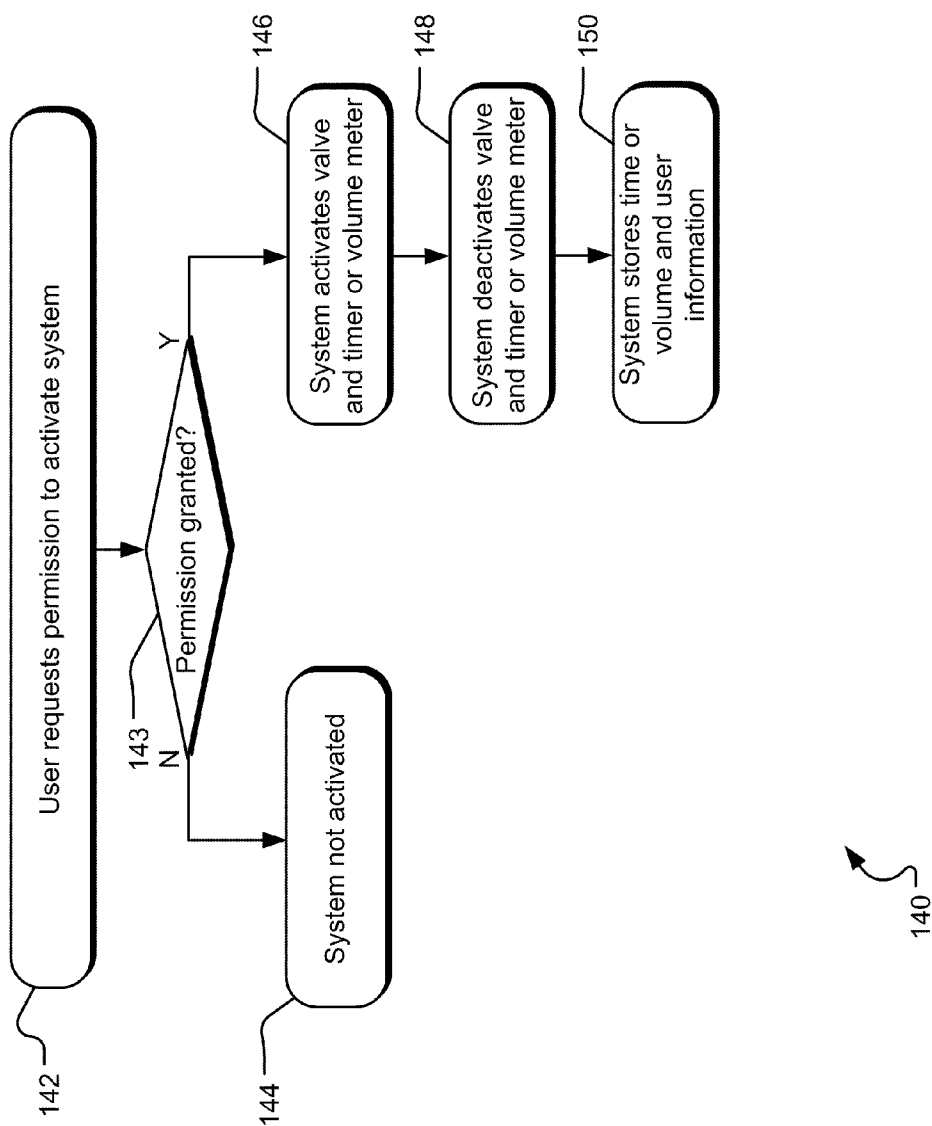 142
User requests permission to activate system
143
Permission granted?
N
Y
144
System not activated
146
System activates valve
and timer or volume meter
148
System deactivates valve
and timer or volume meter
150
System stores time or
volume and user
information
140